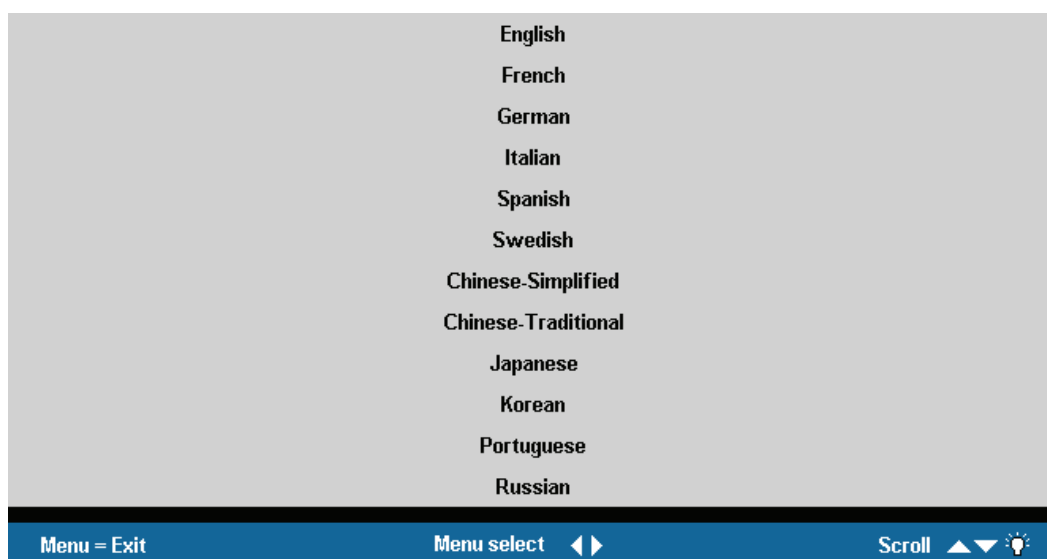 English
French
German
Italian
Spanish
Swedish
Chinese-Simplified
Chinese-Traditional
Japanese
Korean
Portuguese
Russian
Menu = Exit Menu select Scroll